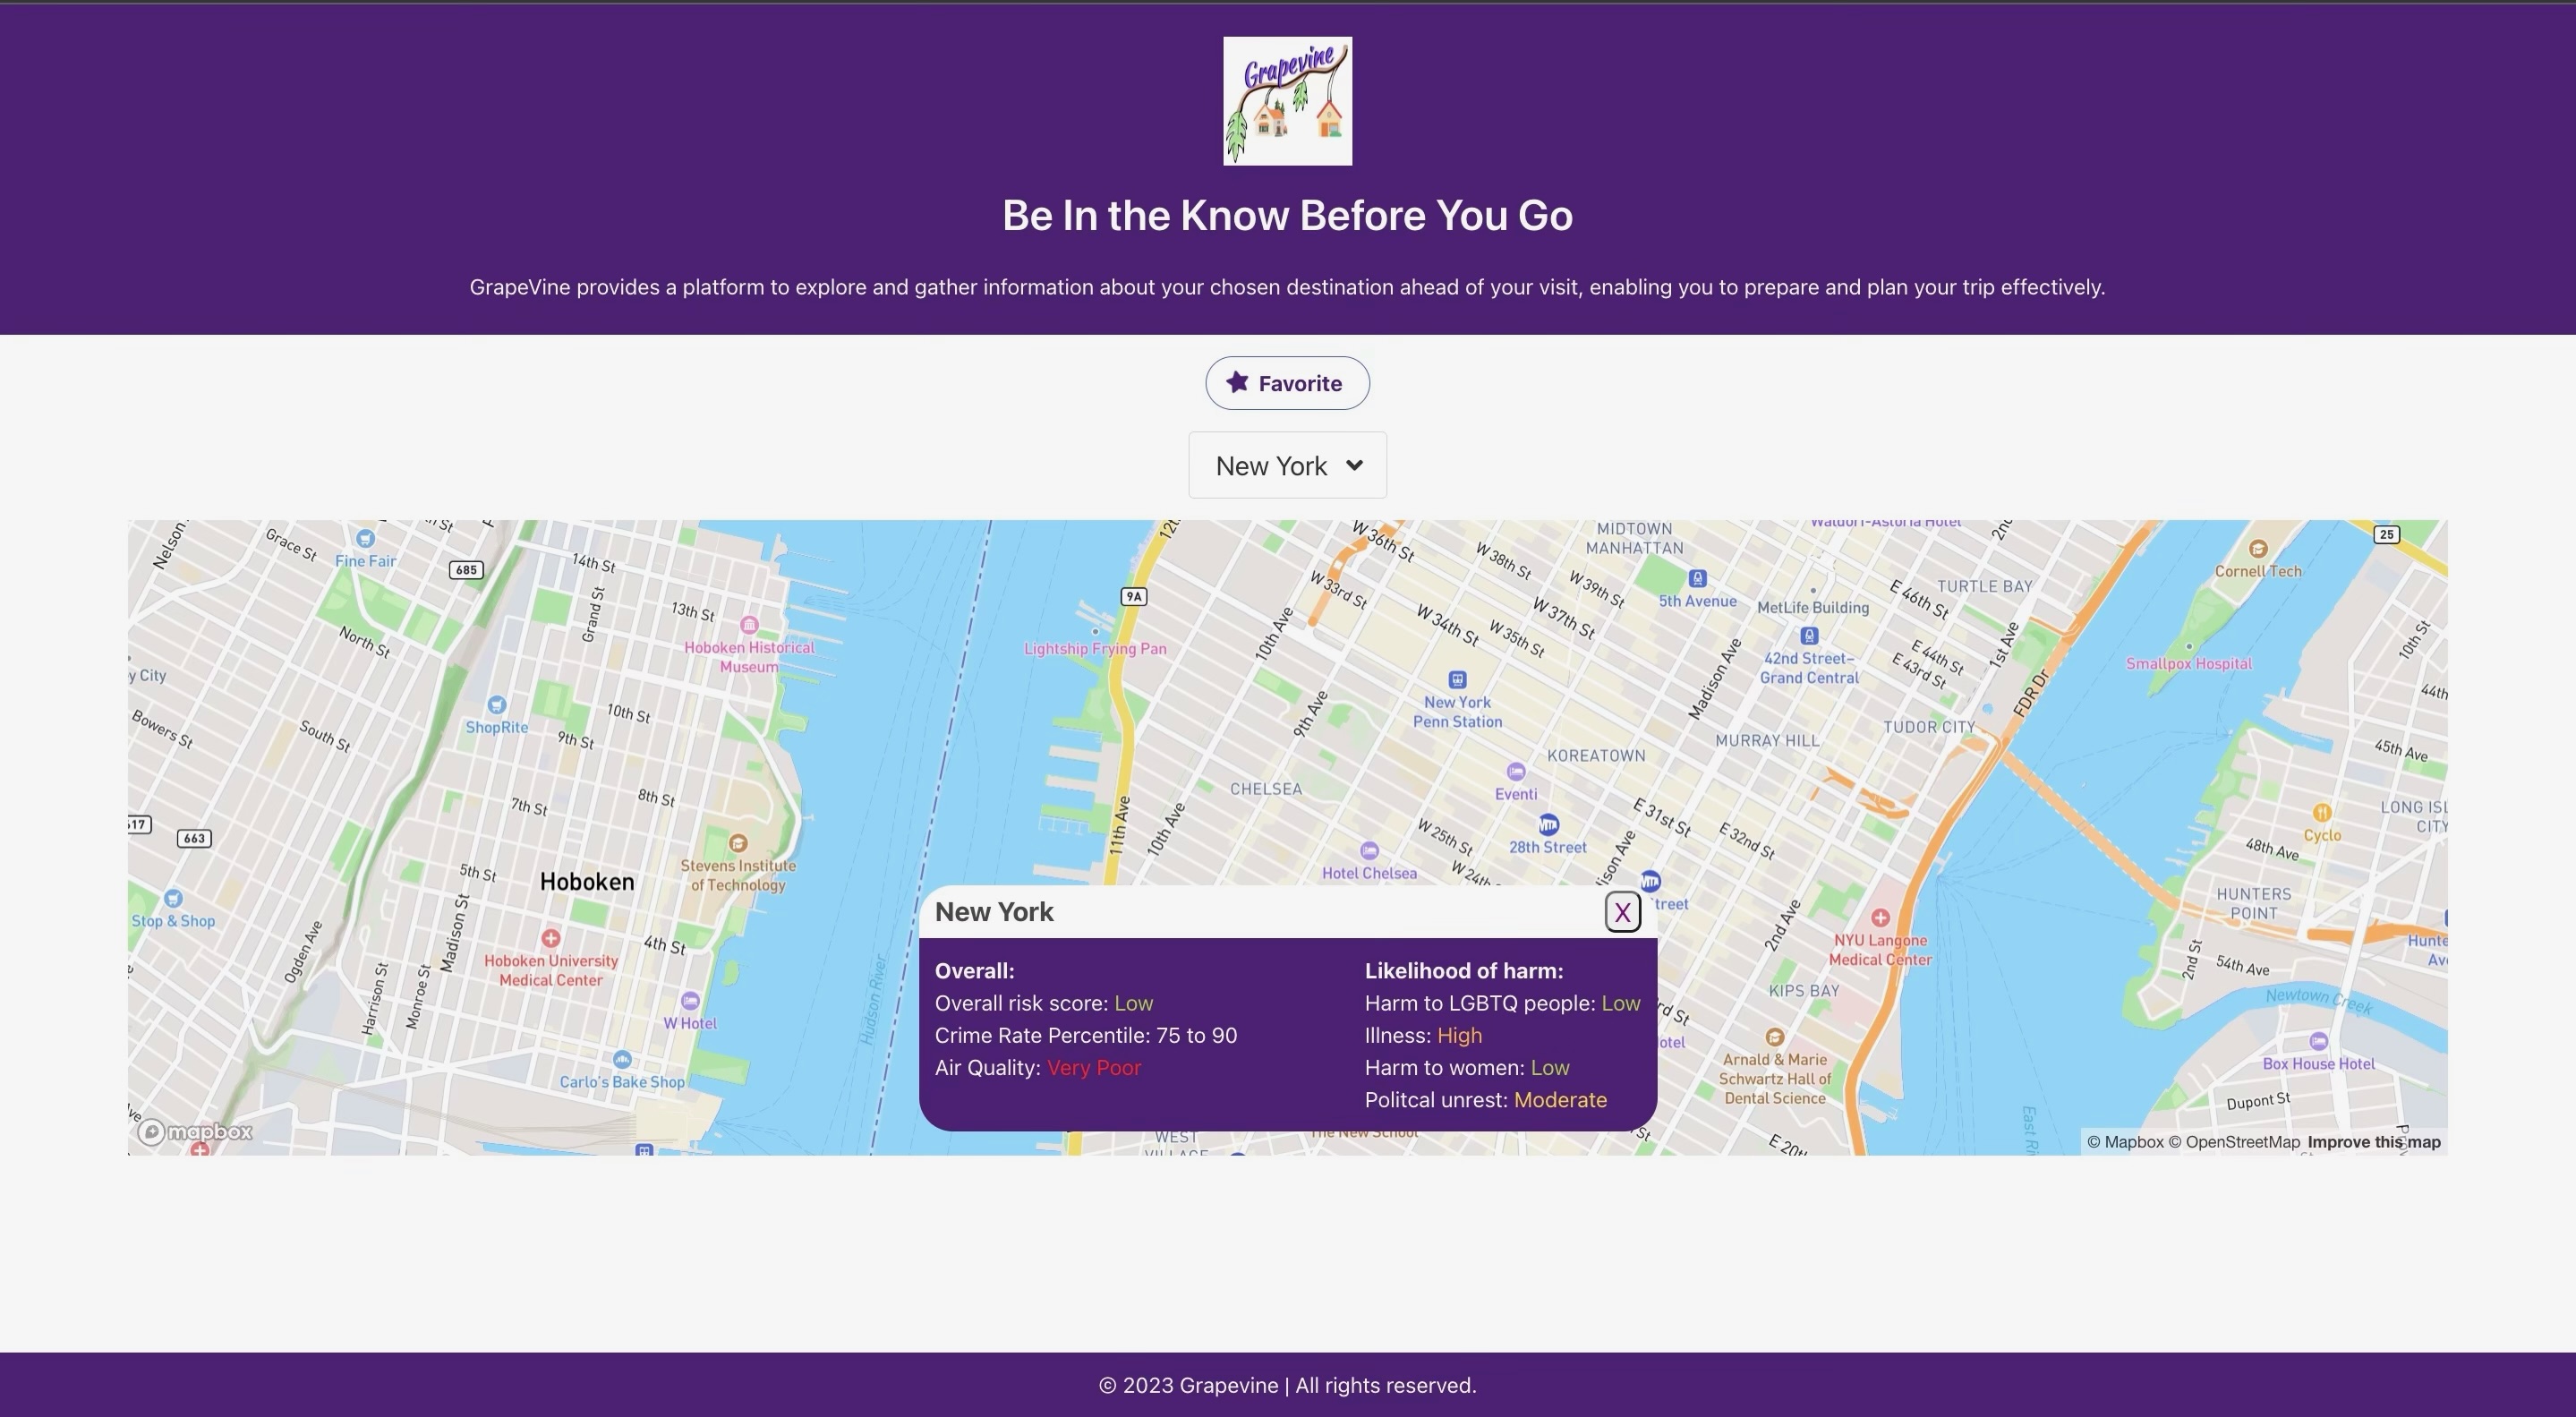 Grapevine
Be In the Know Before You Go
GrapeVine provides a platform to explore and gather information about your chosen destination ahead of your visit, enabling you to prepare and plan your trip effectively.
Favorite
New York
Nelson
Grace St
Fine Fair
685
14th St
Grand St
13th St
Hoboken Historical
Museum
North St
y City
Bowers St
South St
ShopRite
10th St
9th St
7th St
8th St
663
Stevens Institute
of Technology
5th St
Hoboken
Stop & Shop
Ogden Ave
Madison St
4th St
Hoboken University
Medical Center
Harrison St
Monroe St
W Hotel
Carlo's Bake Shop
mapbox
Hudson River
9A
Lightship Frying Pan
11th Ave
10th Ave
10th Ave
9th Ave
CHELSEA
W 36th St
W 33rd St
W 34th St
W 35th St
W 38th St
W 37th St
W 39th St
MIDTOWN
MANHATTAN
5th Avenue
MetLife Building
42nd Street–
Grand Central
New York
Penn Station
Madison Ave
KOREATOWN
MURRAY HILL
Eventi
28th Street
W 25th St
W 24th
Hotel Chelsea
E 31st St
E 32nd St
Waldorf-Astoria Hotel
E 46th St
TURTLE BAY
E 44th St
E 43rd St
1st Ave
TUDOR CITY
FDR Dr
2nd Ave
NYU Langone
Medical Center
KIPS BAY
Arnald & Marie
Schwartz Hall of
Dental Science
E 20th
25
Cornell Tech
Smallpox Hospital
10th St
44th
45th Ave
LONG ISL
CITY
Cyclo
48th Ave
HUNTERS
POINT
Hunte
Av
2nd St
54th Ave
Newtown Creek
Box House Hotel
Dupont St
East Ri
WEST
VILLAGE
The New School
New York
X
Overall:
Overall risk score: Low
Crime Rate Percentile: 75 to 90
Air Quality: Very Poor
Likelihood of harm:
Harm to LGBTQ people: Low
Illness: High
Harm to women: Low
Politcal unrest: Moderate
© Mapbox © OpenStreetMap Improve this map
© 2023 Grapevine | All rights reserved.